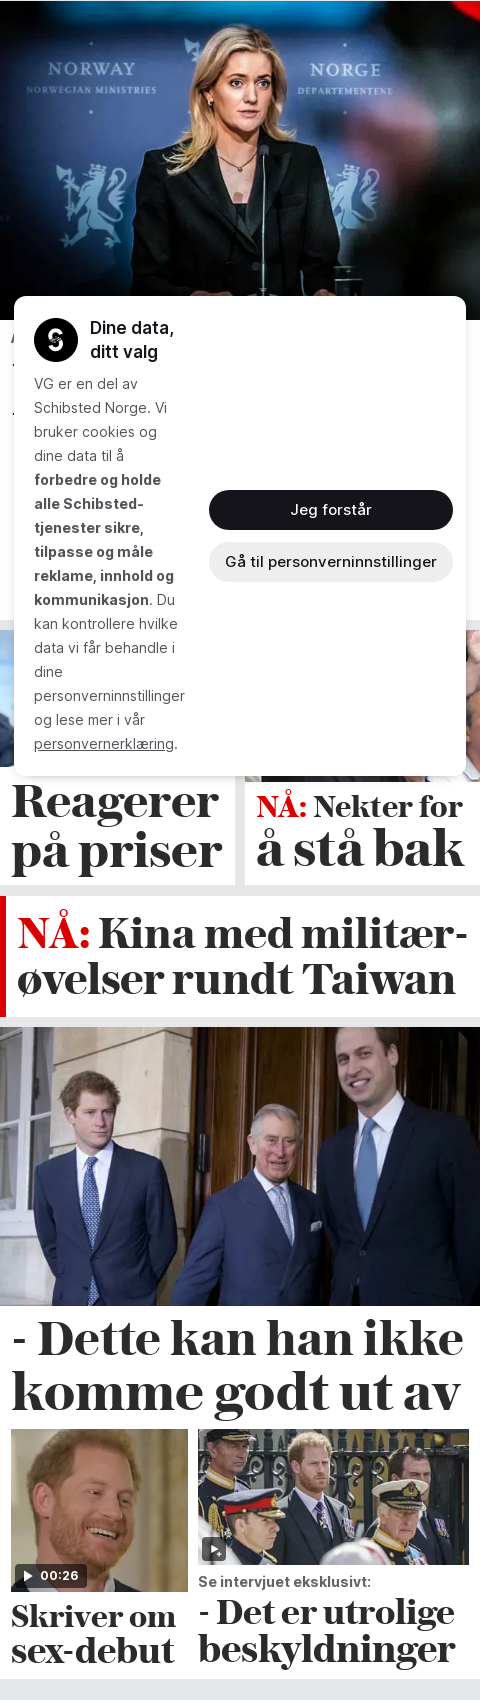 NORWAY
NORWEGIAN MINISTRIES
NORGE
DEPARTEMENTENE
Dine data,
ditt valg
VG er en del av
Schibsted Norge. Vi
bruker cookies og
dine data til å
forbedre og holde
alle Schibsted-
tjenester sikre,
tilpasse og måle
reklame, innhold og
kommunikasjon. Du
kan kontrollere hvilke
data vi får behandle i
dine
personverninnstillinger
og lese mer i vår
personvernerklæring.
Jeg forstår
Gå til personverninnstillinger
Reagerer
på priser
NÅ: Nekter for
å stå bak
NÅ: Kina med militær-
øvelser rundt Taiwan
- Dette kan han ikke
komme godt ut av
00:26
Skriver om
sex-debut
Se intervjuet eksklusivt:
- Det er utrolige
beskyldninger